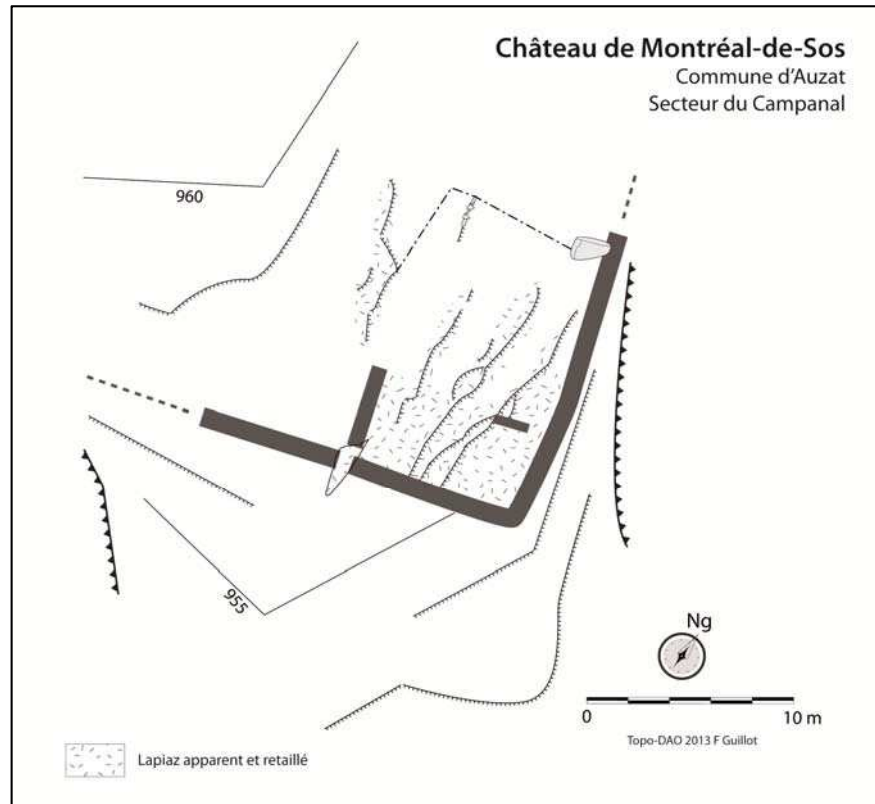 Château de Montréal-de-Sos
Commune d'Auzat
Secteur du Campanal
960
955
Ng
0 10 m
Topo-DAO 2013 F Guillot
Lapiaz apparent et retaillé